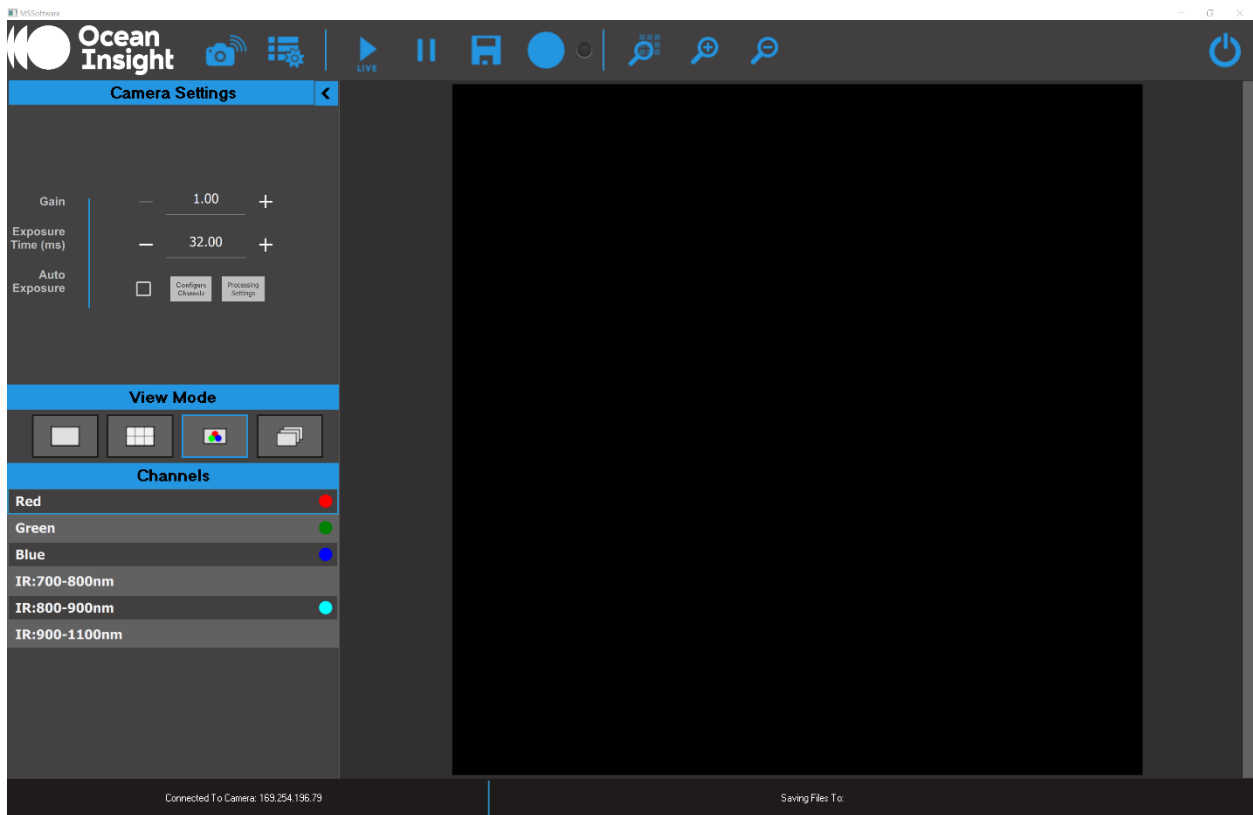 MSSoftware
Ocean
Insight
LIVE
Camera Settings
Gain
1.00
Exposure
Time (ms)
32.00
Auto
Exposure
Configure
Channels
Processing
Settings
View Mode
Channels
Red
Green
Blue
IR:700-800nm
IR:800-900nm
IR:900-1100nm
Connected To Camera: 169.254.196.79
Saving Files To: